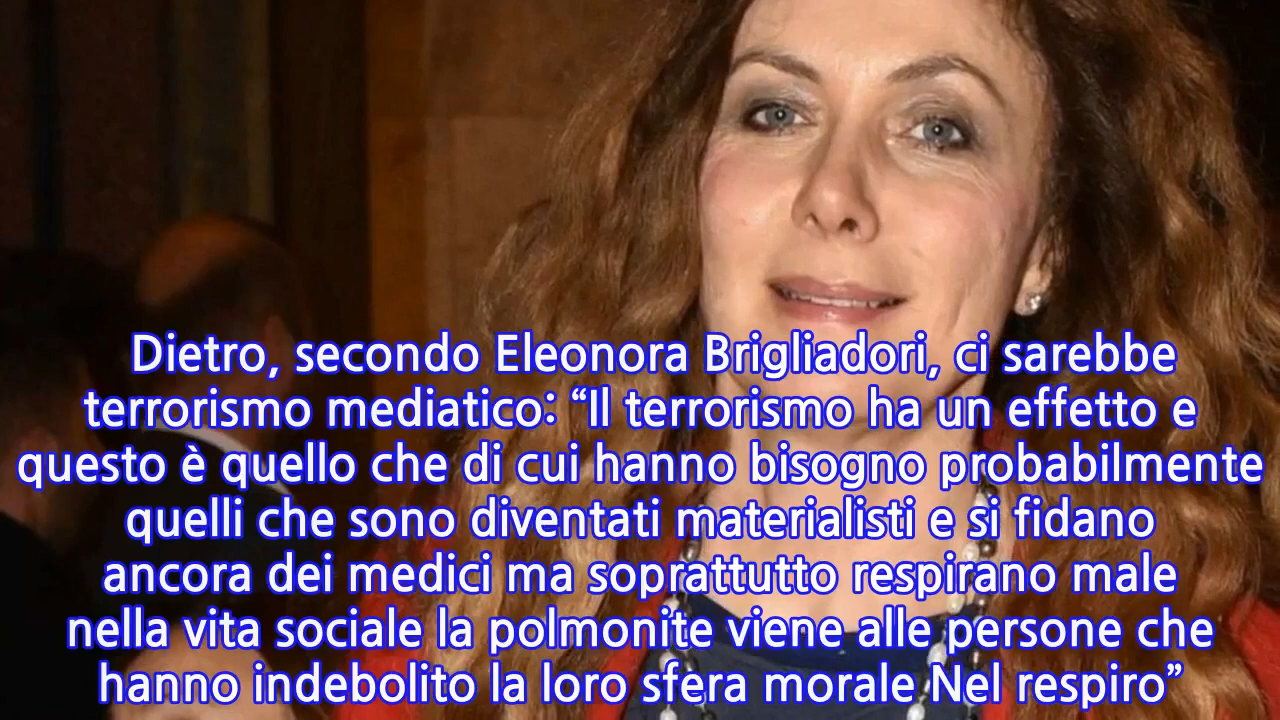 Dietro, secondo Eleonora Brigliadori, ci sarebbe
terrorismo mediatico: “Il terrorismo ha un effetto e
questo è quello che di cui hanno bisogno probabilmente
quelli che sono diventati materialisti e si fidano
ancora dei medici ma soprattutto respirano male
nella vita sociale la polmonite viene alle persone che
hanno indebolito la loro sfera morale Nel respiro”